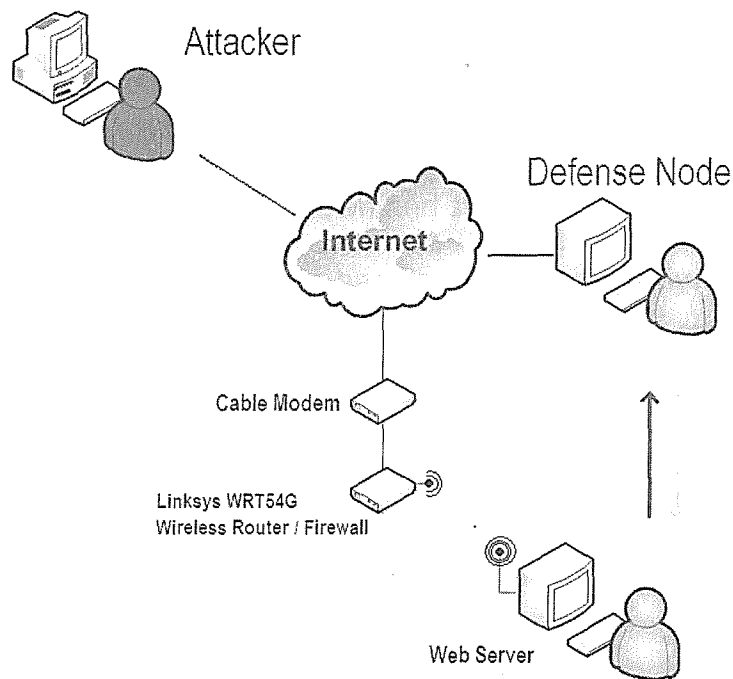 Attacker
Defense Node
Internet
Cable Modem
Linksys WRT54G
Wireless Router / Firewall
Web Server